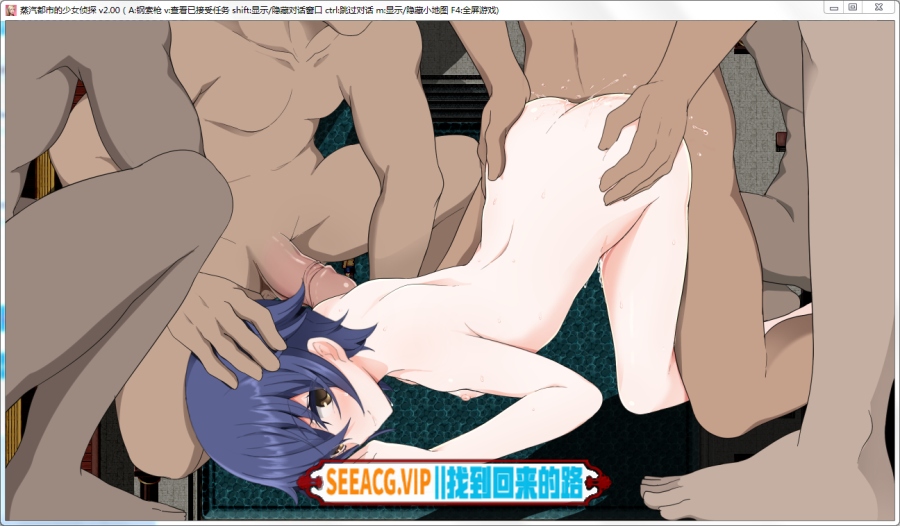 蒸汽都市的少女侦探 v2.00 ( A:钢索枪 v:查看已接受任务 shift:显示/隐藏对话窗口 ctrl:跳过对话 m:显示/隐藏小地图 F4:全屏游戏)
SEEACG.VIP||找到回来的路